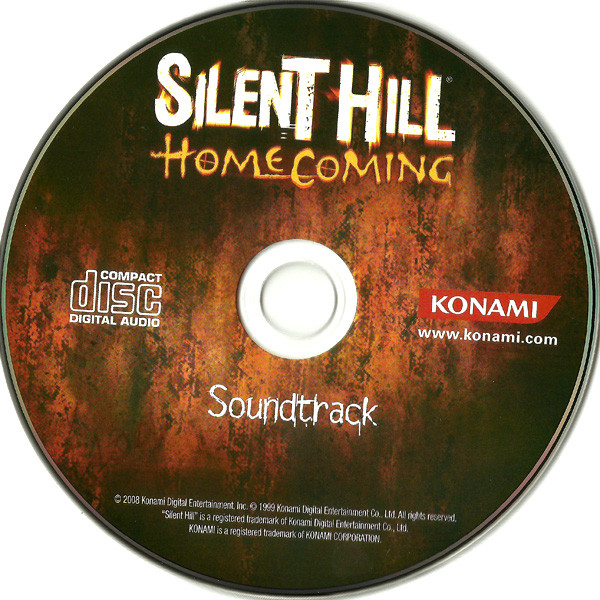 SILENT HILL®
HOMECOMING
COMPACT
disc
DIGITAL AUDIO
KONAMI
www.konami.com
Soundtrack
© 2008 Konami Digital Entertainment, Inc. © 1999 Konami Digital Entertainment Co., Ltd. All rights reserved.
"Silent Hill" is a registered trademark of Konami Digital Entertainment Co., Ltd.
KONAMI is a registered trademark of KONAMI CORPORATION.